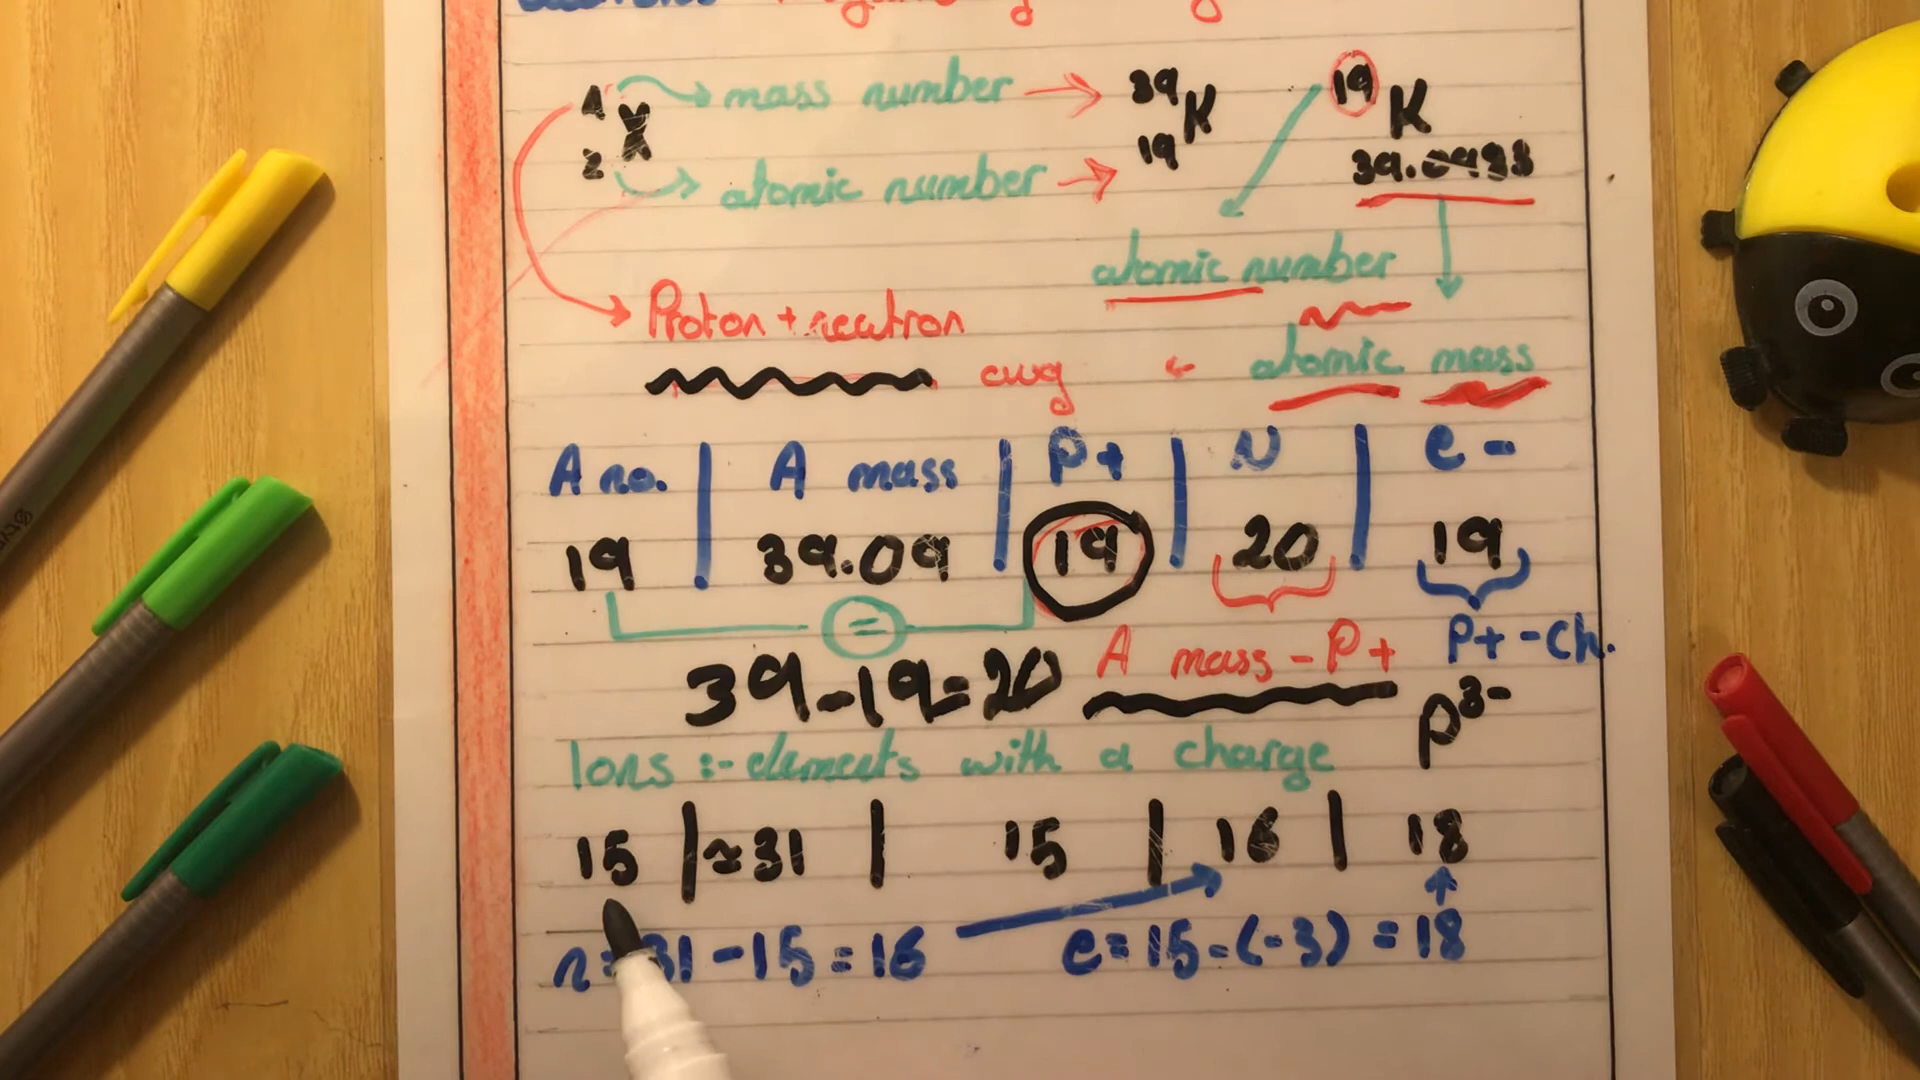 4 X 2
mass number → 39 19 K
19 K 39.0983
atomic number →
atomic number
Proton + neutron
avg ← atomic mass
A no. | A mass | P+ | N | e -
19 | 39.09 | 19 | 20 | 19
=
39-19=20
A mass - P+
P+ - Ch.
P3-
Ions :- elements with a charge
15 | ≈31 | 15 | 16 | 18
n = 31 - 15 = 16
e = 15 - (-3) = 18